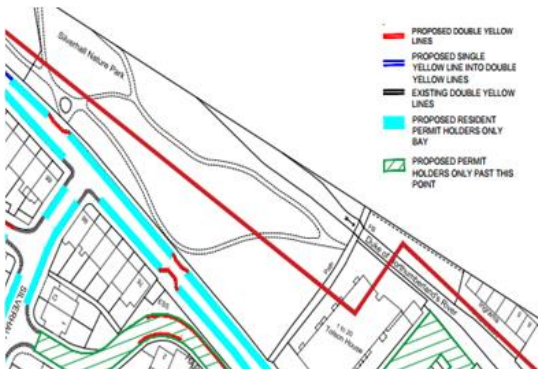 PROPOSED DOUBLE YELLOW
LINES
PROPOSED SINGLE
YELLOW LINE INTO DOUBLE
YELLOW LINES
EXISTING DOUBLE YELLOW
LINES
PROPOSED RESIDENT
PERMIT HOLDERS ONLY
BAY
PROPOSED PERMIT
HOLDERS ONLY PAST THIS
POINT
Silverhall Nature Park
Duke of Northumberland's River
Path
1 to 20
Tolson House
ESS
SILVERHA